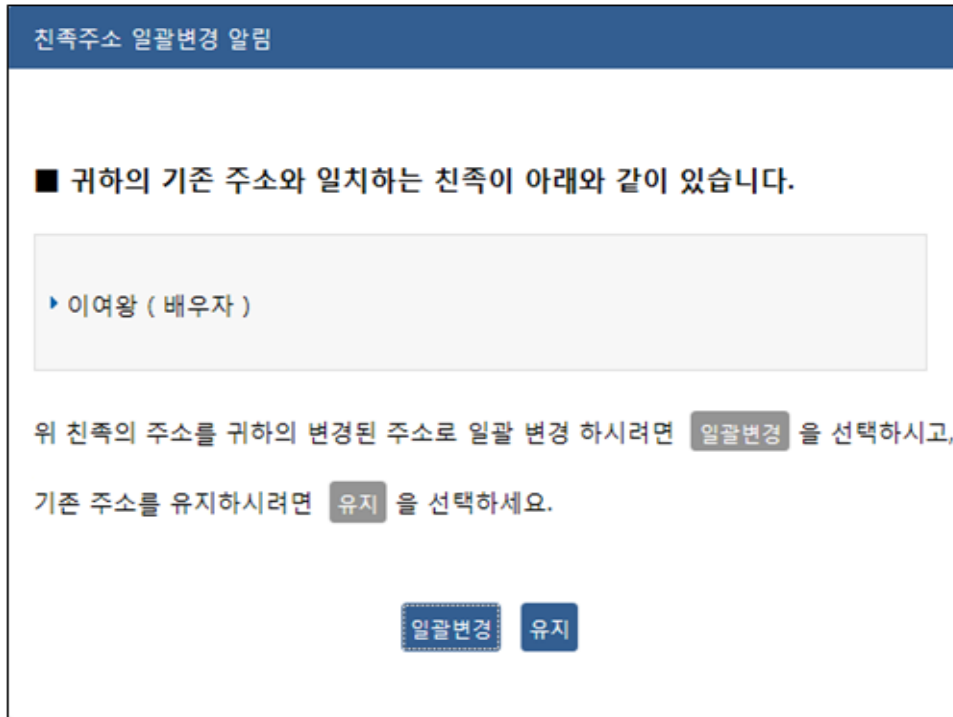 친족주소 일괄변경 알림
■ 귀하의 기존 주소와 일치하는 친족이 아래와 같이 있습니다.
이여왕 ( 배우자 )
위 친족의 주소를 귀하의 변경된 주소로 일괄 변경 하시려면 일괄변경 을 선택하시고,
기존 주소를 유지하시려면 유지 을 선택하세요.
일괄변경 유지